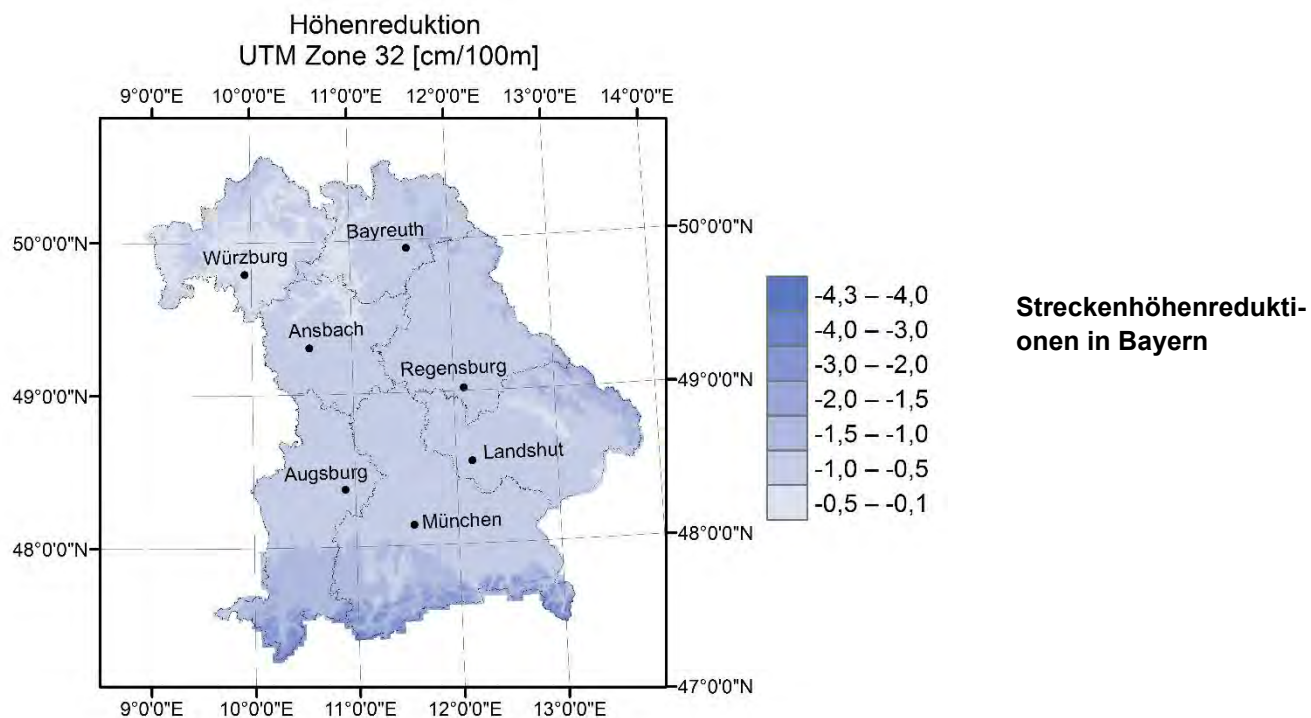 Höhenreduktion
UTM Zone 32 [cm/100m]
9°0'0"E 10°0'0"E 11°0'0"E 12°0'0"E 13°0'0"E 14°0'0"E
50°0'0"N
49°0'0"N
48°0'0"N
Würzburg
Bayreuth
Ansbach
Regensburg
Landshut
Augsburg
München
50°0'0"N
49°0'0"N
48°0'0"N
47°0'0"N
9°0'0"E 10°0'0"E 11°0'0"E 12°0'0"E 13°0'0"E
-4,3 – -4,0
-4,0 – -3,0
-3,0 – -2,0
-2,0 – -1,5
-1,5 – -1,0
-1,0 – -0,5
-0,5 – -0,1
Streckenhöhenredukti-
onen in Bayern